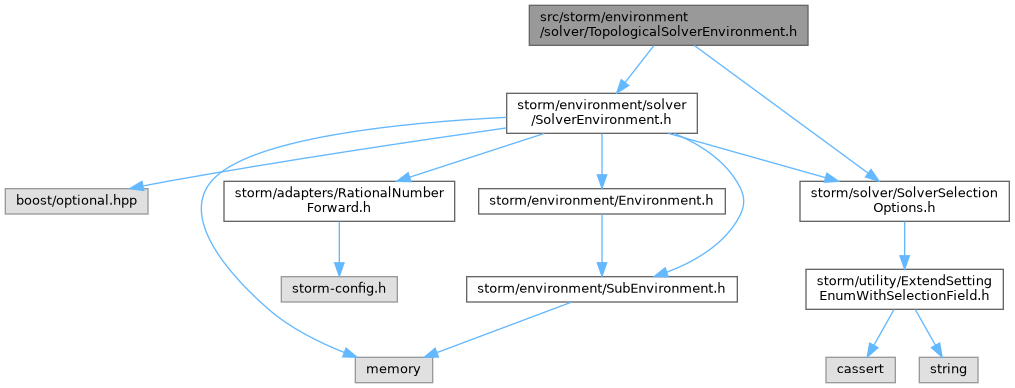 src/storm/environment
/solver/TopologicalSolverEnvironment.h
storm/environment/solver
/SolverEnvironment.h
boost/optional.hpp
storm/adapters/RationalNumber
Forward.h
storm/environment/Environment.h
storm/solver/SolverSelection
Options.h
storm-config.h
storm/environment/SubEnvironment.h
storm/utility/ExtendSetting
EnumWithSelectionField.h
memory
cassert
string